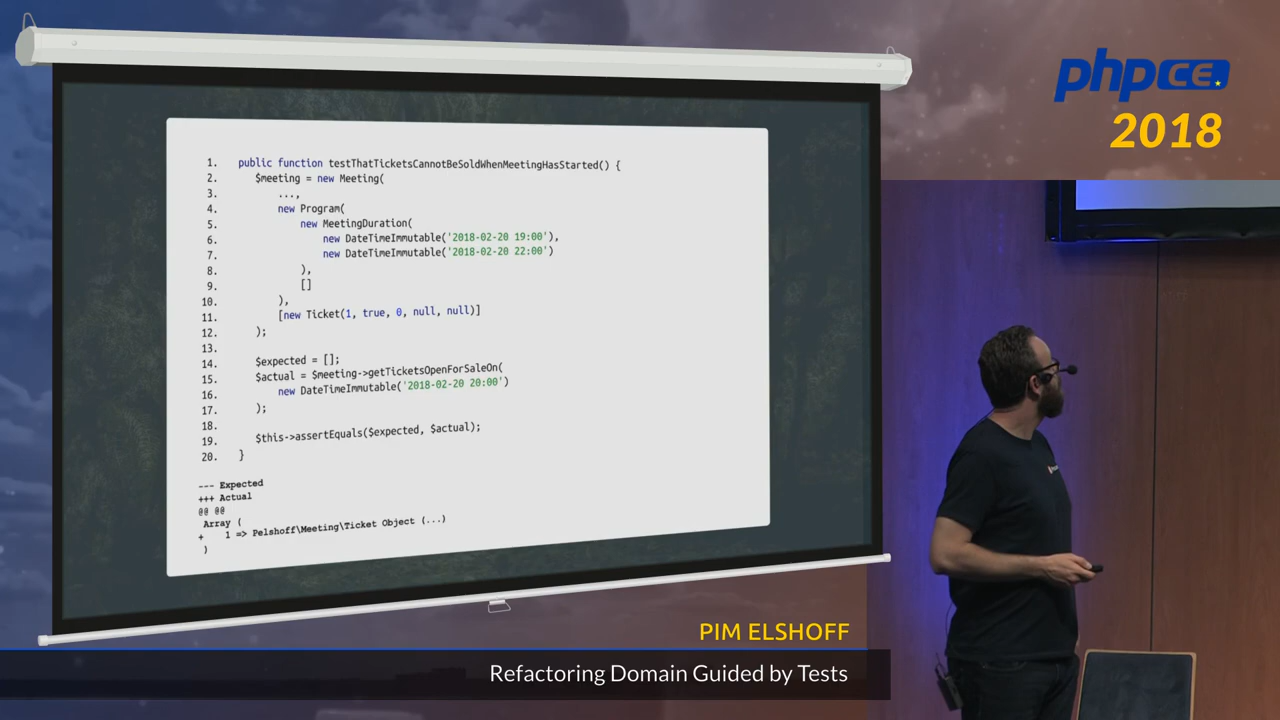 phpce
2018
1. public function testThatTicketsCannotBeSoldWhenMeetingHasStarted() {
2. $meeting = new Meeting(
3. ...,
4. new Program(
5. new MeetingDuration(
6. new DateTimeImmutable('2018-02-20 19:00'),
7. new DateTimeImmutable('2018-02-20 22:00')
8. ),
9. []
10. ),
11. [new Ticket(1, true, 0, null, null)]
12. );
13.
14. $expected = [];
15. $actual = $meeting->getTicketsOpenForSaleOn(
16. new DateTimeImmutable('2018-02-20 20:00')
17. );
18.
19. $this->assertEquals($expected, $actual);
20. }
--- Expected
+++ Actual
@@ @@
Array (
+ 1 => Pelshoff\Meeting\Ticket Object (...)
)
PIM ELSHOFF
Refactoring Domain Guided by Tests